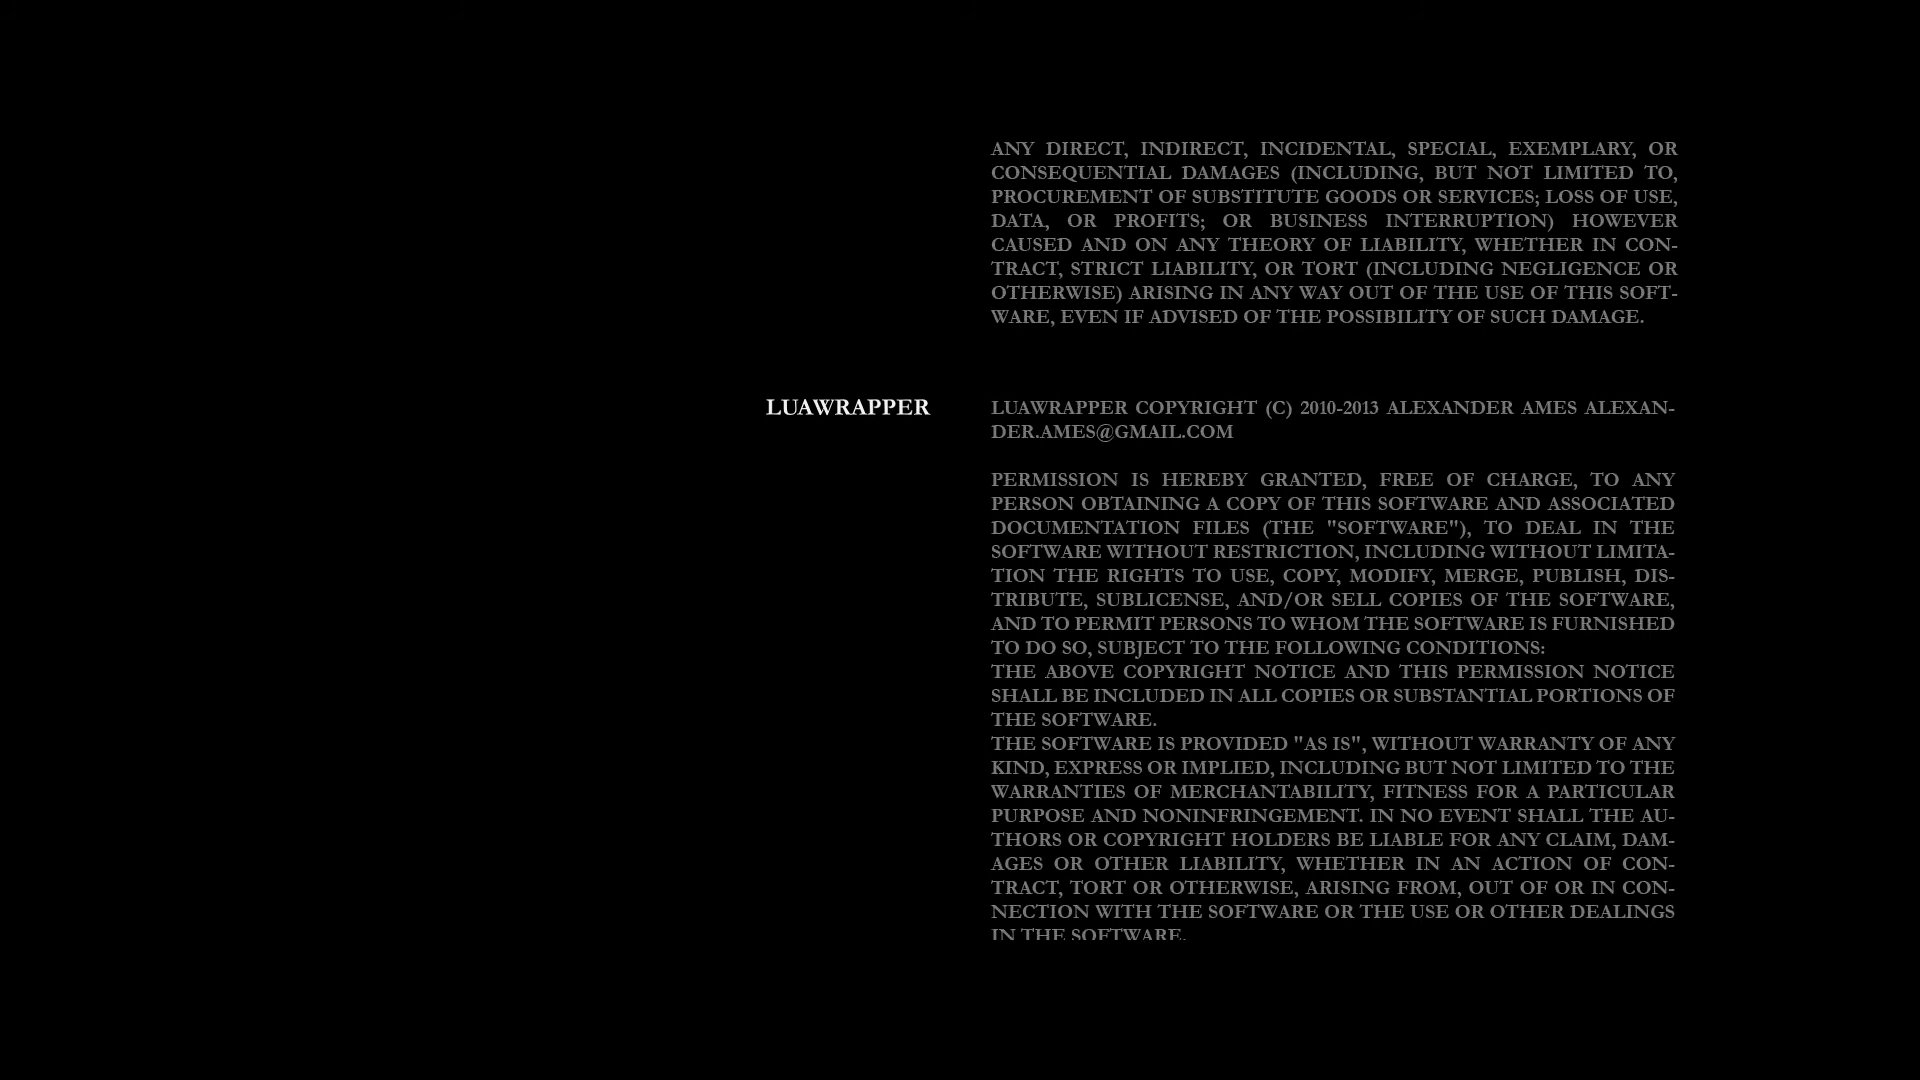 ANY DIRECT, INDIRECT, INCIDENTAL, SPECIAL, EXEMPLARY, OR
CONSEQUENTIAL DAMAGES (INCLUDING, BUT NOT LIMITED TO,
PROCUREMENT OF SUBSTITUTE GOODS OR SERVICES; LOSS OF USE,
DATA, OR PROFITS; OR BUSINESS INTERRUPTION) HOWEVER
CAUSED AND ON ANY THEORY OF LIABILITY, WHETHER IN CON-
TRACT, STRICT LIABILITY, OR TORT (INCLUDING NEGLIGENCE OR
OTHERWISE) ARISING IN ANY WAY OUT OF THE USE OF THIS SOFT-
WARE, EVEN IF ADVISED OF THE POSSIBILITY OF SUCH DAMAGE.
LUAWRAPPER
LUAWRAPPER COPYRIGHT (C) 2010-2013 ALEXANDER AMES ALEXAN-
DER.AMES@GMAIL.COM
PERMISSION IS HEREBY GRANTED, FREE OF CHARGE, TO ANY
PERSON OBTAINING A COPY OF THIS SOFTWARE AND ASSOCIATED
DOCUMENTATION FILES (THE "SOFTWARE"), TO DEAL IN THE
SOFTWARE WITHOUT RESTRICTION, INCLUDING WITHOUT LIMITA-
TION THE RIGHTS TO USE, COPY, MODIFY, MERGE, PUBLISH, DIS-
TRIBUTE, SUBLICENSE, AND/OR SELL COPIES OF THE SOFTWARE,
AND TO PERMIT PERSONS TO WHOM THE SOFTWARE IS FURNISHED
TO DO SO, SUBJECT TO THE FOLLOWING CONDITIONS:
THE ABOVE COPYRIGHT NOTICE AND THIS PERMISSION NOTICE
SHALL BE INCLUDED IN ALL COPIES OR SUBSTANTIAL PORTIONS OF
THE SOFTWARE.
THE SOFTWARE IS PROVIDED "AS IS", WITHOUT WARRANTY OF ANY
KIND, EXPRESS OR IMPLIED, INCLUDING BUT NOT LIMITED TO THE
WARRANTIES OF MERCHANTABILITY, FITNESS FOR A PARTICULAR
PURPOSE AND NONINFRINGEMENT. IN NO EVENT SHALL THE AU-
THORS OR COPYRIGHT HOLDERS BE LIABLE FOR ANY CLAIM, DAM-
AGES OR OTHER LIABILITY, WHETHER IN AN ACTION OF CON-
TRACT, TORT OR OTHERWISE, ARISING FROM, OUT OF OR IN CON-
NECTION WITH THE SOFTWARE OR THE USE OR OTHER DEALINGS
IN THE SOFTWARE.